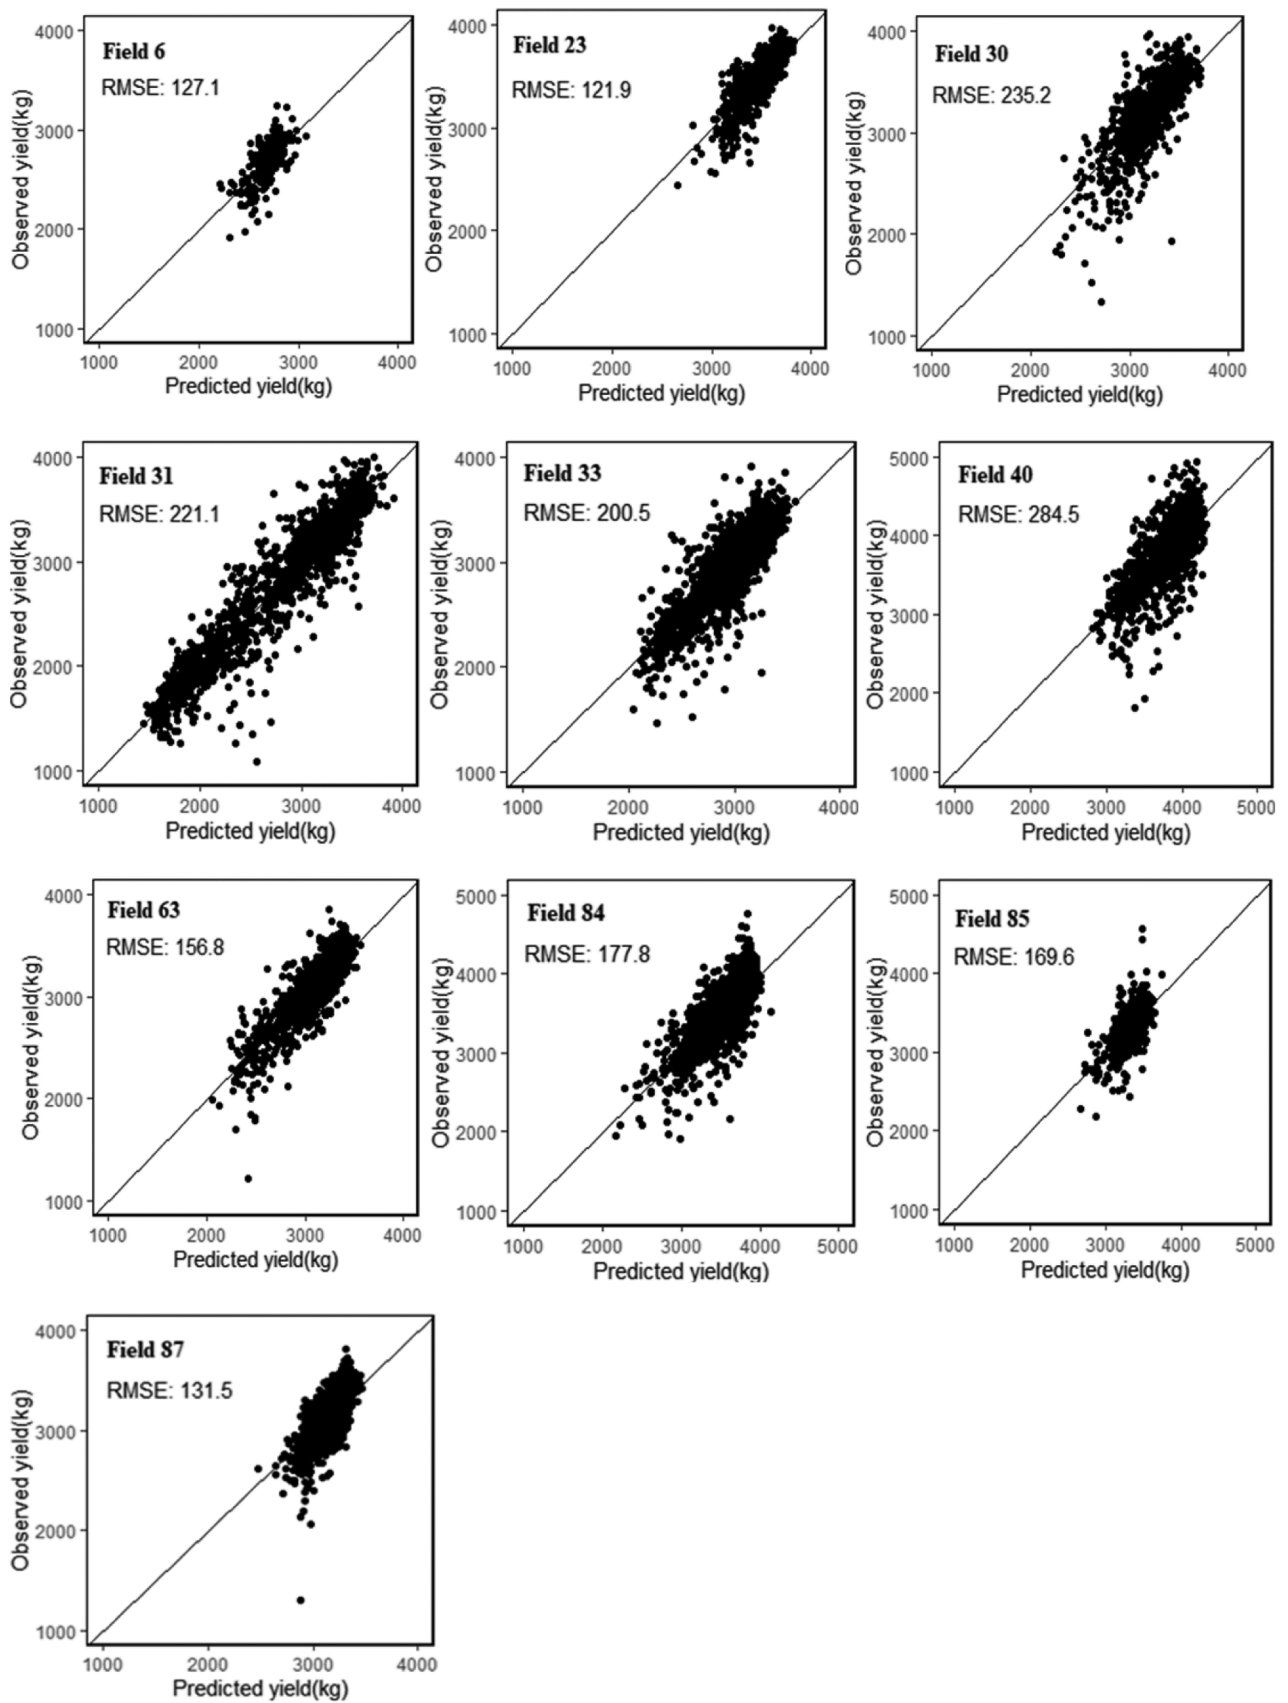 Field 6
RMSE: 127.1
4000
3000
2000
1000
Observed yield(kg)
1000 2000 3000 4000
Predicted yield(kg)
Field 23
RMSE: 121.9
4000
3000
2000
1000
Observed yield(kg)
1000 2000 3000 4000
Predicted yield(kg)
Field 30
RMSE: 235.2
4000
3000
2000
1000
Observed yield(kg)
1000 2000 3000 4000
Predicted yield(kg)
Field 31
RMSE: 221.1
4000
3000
2000
1000
Observed yield(kg)
1000 2000 3000 4000
Predicted yield(kg)
Field 33
RMSE: 200.5
4000
3000
2000
1000
Observed yield(kg)
1000 2000 3000 4000
Predicted yield(kg)
Field 40
RMSE: 284.5
5000
4000
3000
2000
1000
Observed yield(kg)
1000 2000 3000 4000 5000
Predicted yield(kg)
Field 63
RMSE: 156.8
4000
3000
2000
1000
Observed yield(kg)
1000 2000 3000 4000
Predicted yield(kg)
Field 84
RMSE: 177.8
5000
4000
3000
2000
1000
Observed yield(kg)
1000 2000 3000 4000 5000
Predicted yield(kg)
Field 85
RMSE: 169.6
5000
4000
3000
2000
1000
Observed yield(kg)
1000 2000 3000 4000 5000
Predicted yield(kg)
Field 87
RMSE: 131.5
4000
3000
2000
1000
Observed yield(kg)
1000 2000 3000 4000
Predicted yield(kg)